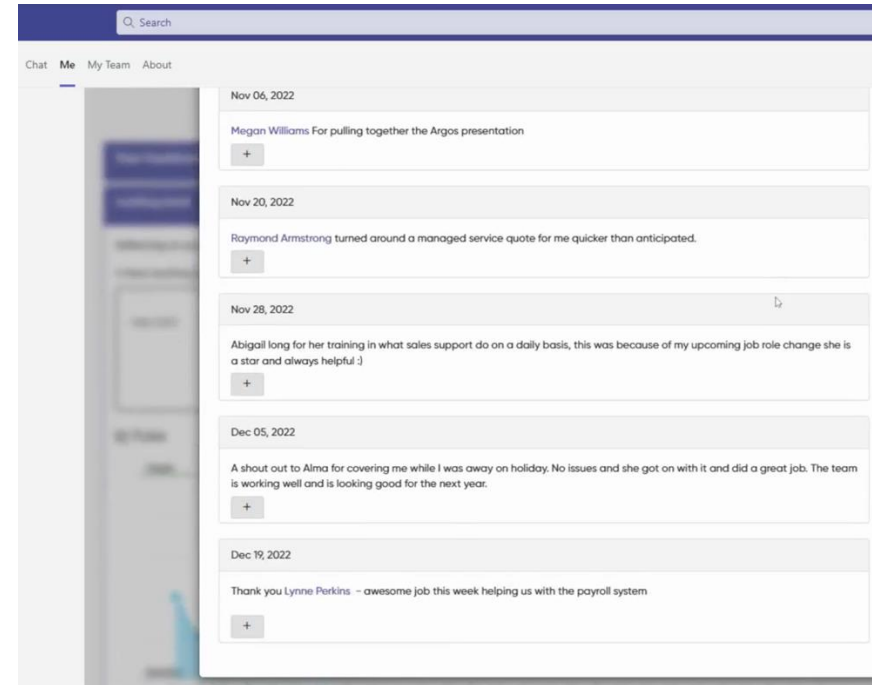 Search
Chat Me My Team About
Nov 06, 2022
Megan Williams For pulling together the Argos presentation
+
Nov 20, 2022
Raymond Armstrong turned around a managed service quote for me quicker than anticipated.
+
Nov 28, 2022
Abigail long for her training in what sales support do on a daily basis, this was because of my upcoming job role change she is
a star and always helpful :)
+
Dec 05, 2022
A shout out to Alma for covering me while I was away on holiday. No issues and she got on with it and did a great job. The team
is working well and is looking good for the next year.
+
Dec 19, 2022
Thank you Lynne Perkins - awesome job this week helping us with the payroll system
+